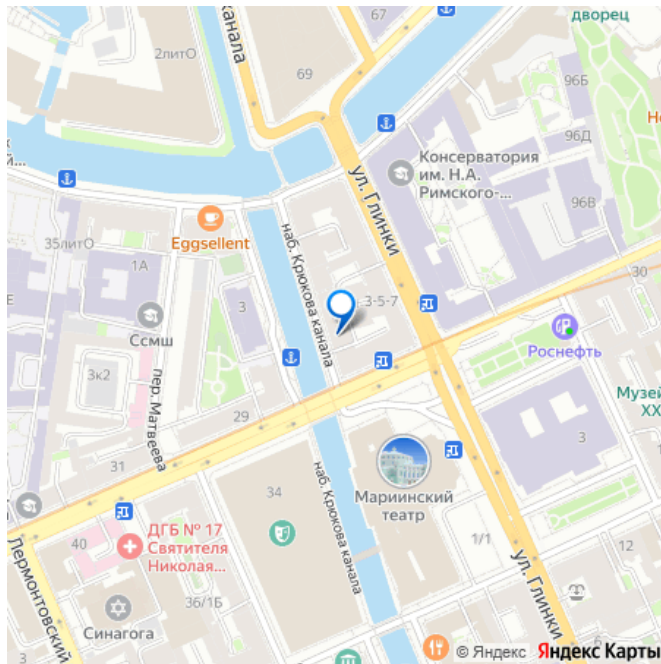 канала
67
дворец
2литО
69
96Б
96Д
Но
Консерватория
им. Н.А.
Римского-...
ул. Глинки
96В
х
й...
35литО
Eggsellent
наб. Крюкова канала
1А
3
3-5-7
30
Роснефть
Ссмш
3к2
пер. Матвеева
29
Музей
XX
31
3
34
Мариинский
театр
наб. Крюкова канала
40
ДГБ № 17
Святителя
Николая...
Лермонтовский
1/1
ул. Глинки
12
36/1Б
Синагога
© Яндекс Яндекс Карты